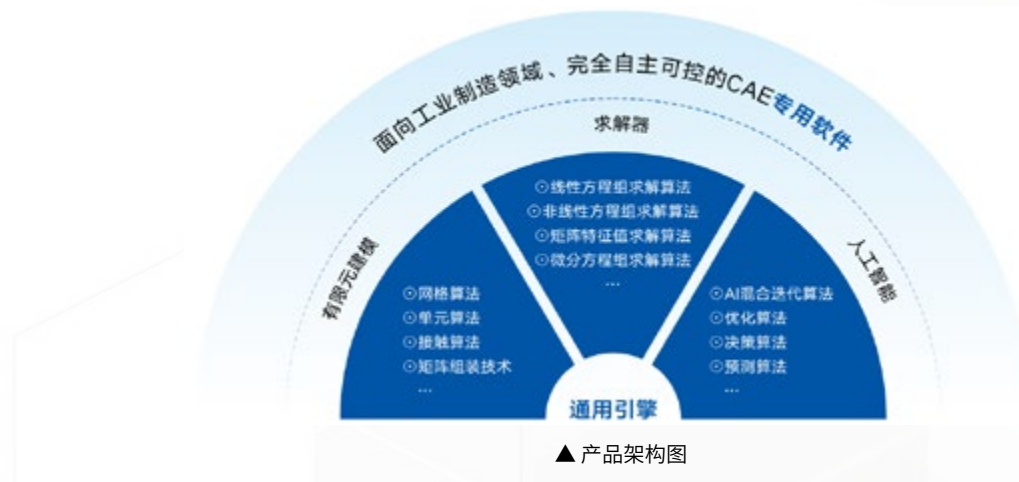 面向工业制造领域、完全自主可控的CAE专用软件
求解器
⊙线性方程组求解算法
⊙非线性方程组求解算法
⊙矩阵特征值求解算法
⊙微分方程组求解算法
...
有限元建模
⊙网格算法
⊙单元算法
⊙接触算法
⊙矩阵组装技术
...
人工智能
⊙AI混合迭代算法
⊙优化算法
⊙决策算法
⊙预测算法
...
通用引擎
▲ 产品架构图